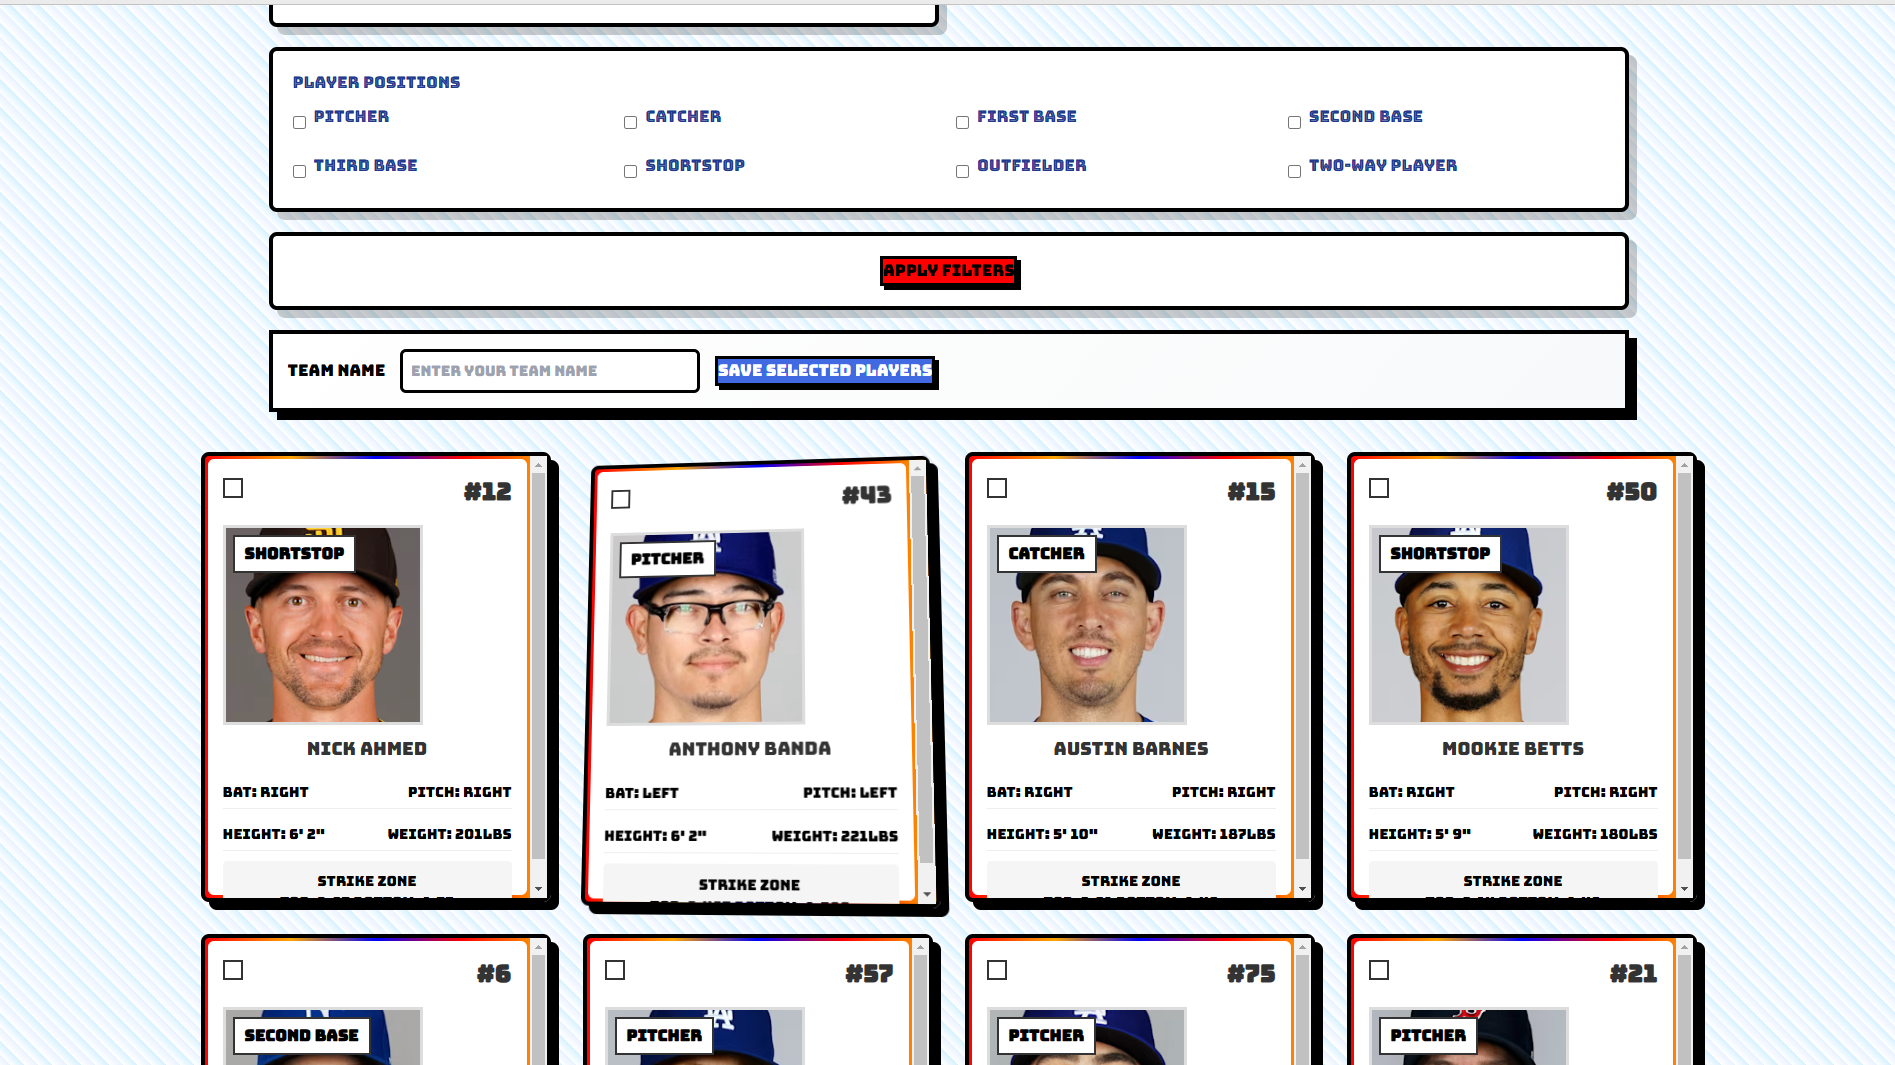 PLAYER POSITIONS
PITCHER CATCHER FIRST BASE SECOND BASE
THIRD BASE SHORTSTOP OUTFIELDER TWO-WAY PLAYER
APPLY FILTERS
TEAM NAME ENTER YOUR TEAM NAME SAVE SELECTED PLAYERS
#12
SHORTSTOP
NICK AHMED
BAT: RIGHT PITCH: RIGHT
HEIGHT: 6' 2" WEIGHT: 201LBS
STRIKE ZONE
#43
PITCHER
ANTHONY BANDA
BAT: LEFT PITCH: LEFT
HEIGHT: 6' 2" WEIGHT: 221LBS
STRIKE ZONE
#15
CATCHER
AUSTIN BARNES
BAT: RIGHT PITCH: RIGHT
HEIGHT: 5' 10" WEIGHT: 187LBS
STRIKE ZONE
#50
SHORTSTOP
MOOKIE BETTS
BAT: RIGHT PITCH: RIGHT
HEIGHT: 5' 9" WEIGHT: 180LBS
STRIKE ZONE
#6
SECOND BASE
#57
PITCHER
#75
PITCHER
#21
PITCHER